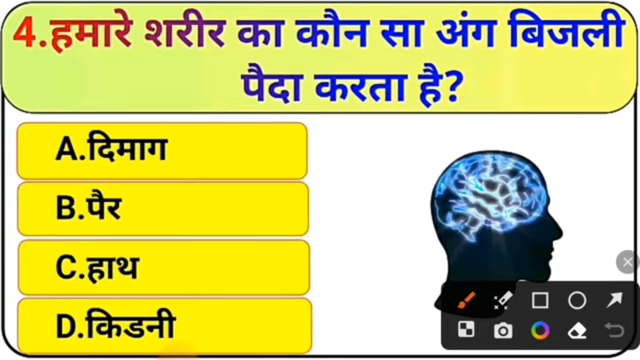 4.हमारे शरीर का कौन सा अंग बिजली
पैदा करता है?
A.दिमाग
B.पैर
C.हाथ
D.किडनी